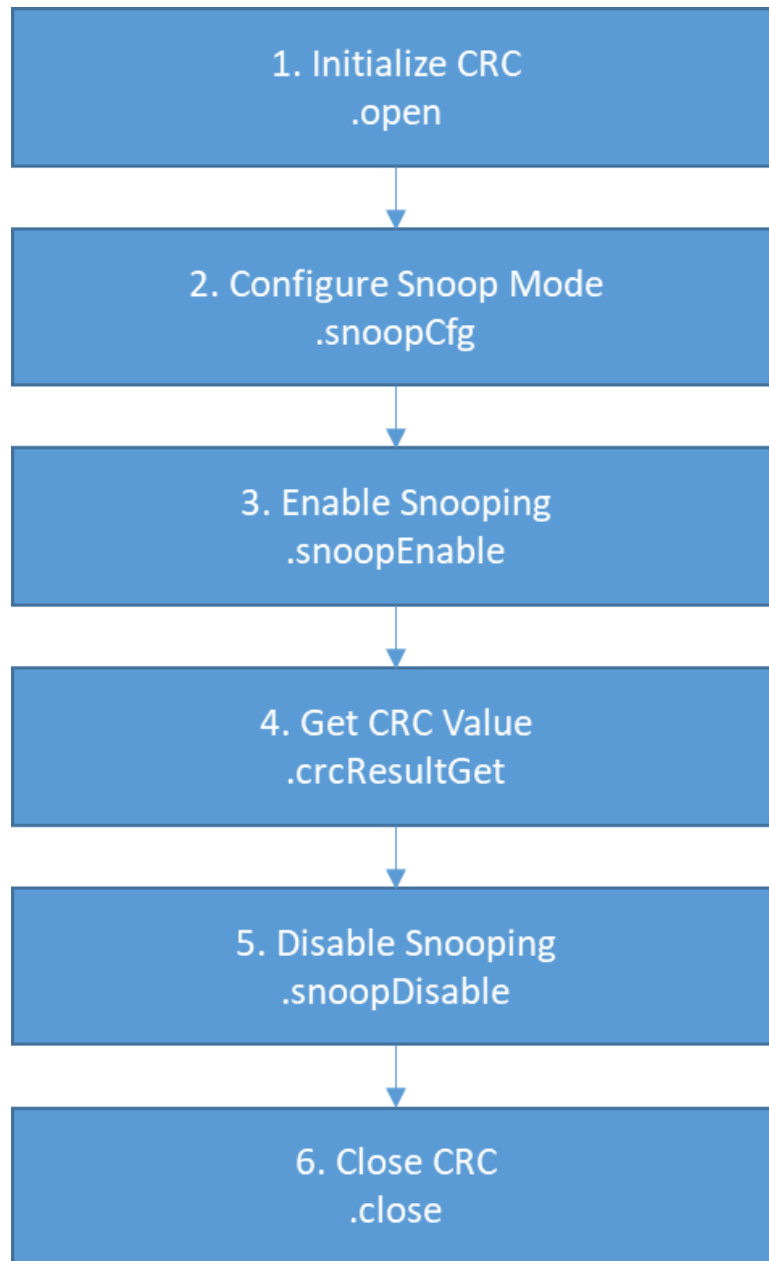 1. Initialize CRC
.open
2. Configure Snoop Mode
.snoopCfg
3. Enable Snooping
.snoopEnable
4. Get CRC Value
.crcResultGet
5. Disable Snooping
.snoopDisable
6. Close CRC
.close